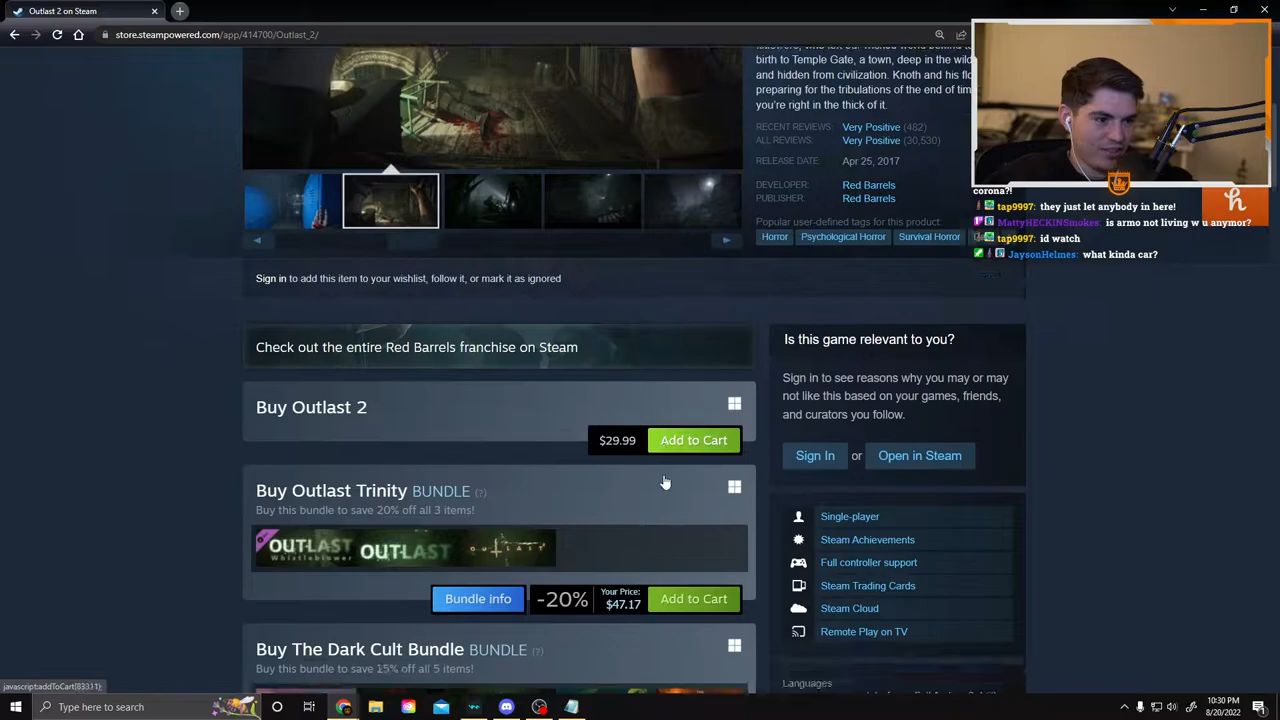 Outlast 2 on Steam
store.steampowered.com/app/414700/Outlast_2/
birth to Temple Gate, a town, deep in the wild
and hidden from civilization. Knoth and his flo
preparing for the tribulations of the end of tim
you're right in the thick of it.
RECENT REVIEWS: Very Positive (482)
ALL REVIEWS: Very Positive (30,530)
RELEASE DATE: Apr 25, 2017
DEVELOPER: Red Barrels
PUBLISHER: Red Barrels
Popular user-defined tags for this product:
Horror Psychological Horror Survival Horror
corona?!
tap9997: they just let anybody in here!
MattyHECKINSmokes: is armo not living w u anymor?
tap9997: id watch
JaysonHelmes: what kinda car?
Sign in to add this item to your wishlist, follow it, or mark it as ignored
Check out the entire Red Barrels franchise on Steam
Buy Outlast 2
$29.99 Add to Cart
Buy Outlast Trinity BUNDLE (?)
Buy this bundle to save 20% off all 3 items!
OUTLAST Whistleblower OUTLAST OUTLAST
Bundle info -20% Your Price: $47.17 Add to Cart
Buy The Dark Cult Bundle BUNDLE (?)
Buy this bundle to save 15% off all 5 items!
Is this game relevant to you?
Sign in to see reasons why you may or may
not like this based on your games, friends,
and curators you follow.
Sign In or Open in Steam
Single-player
Steam Achievements
Full controller support
Steam Trading Cards
Steam Cloud
Remote Play on TV
Languages
Type here to search
10:30 PM
8/20/2022